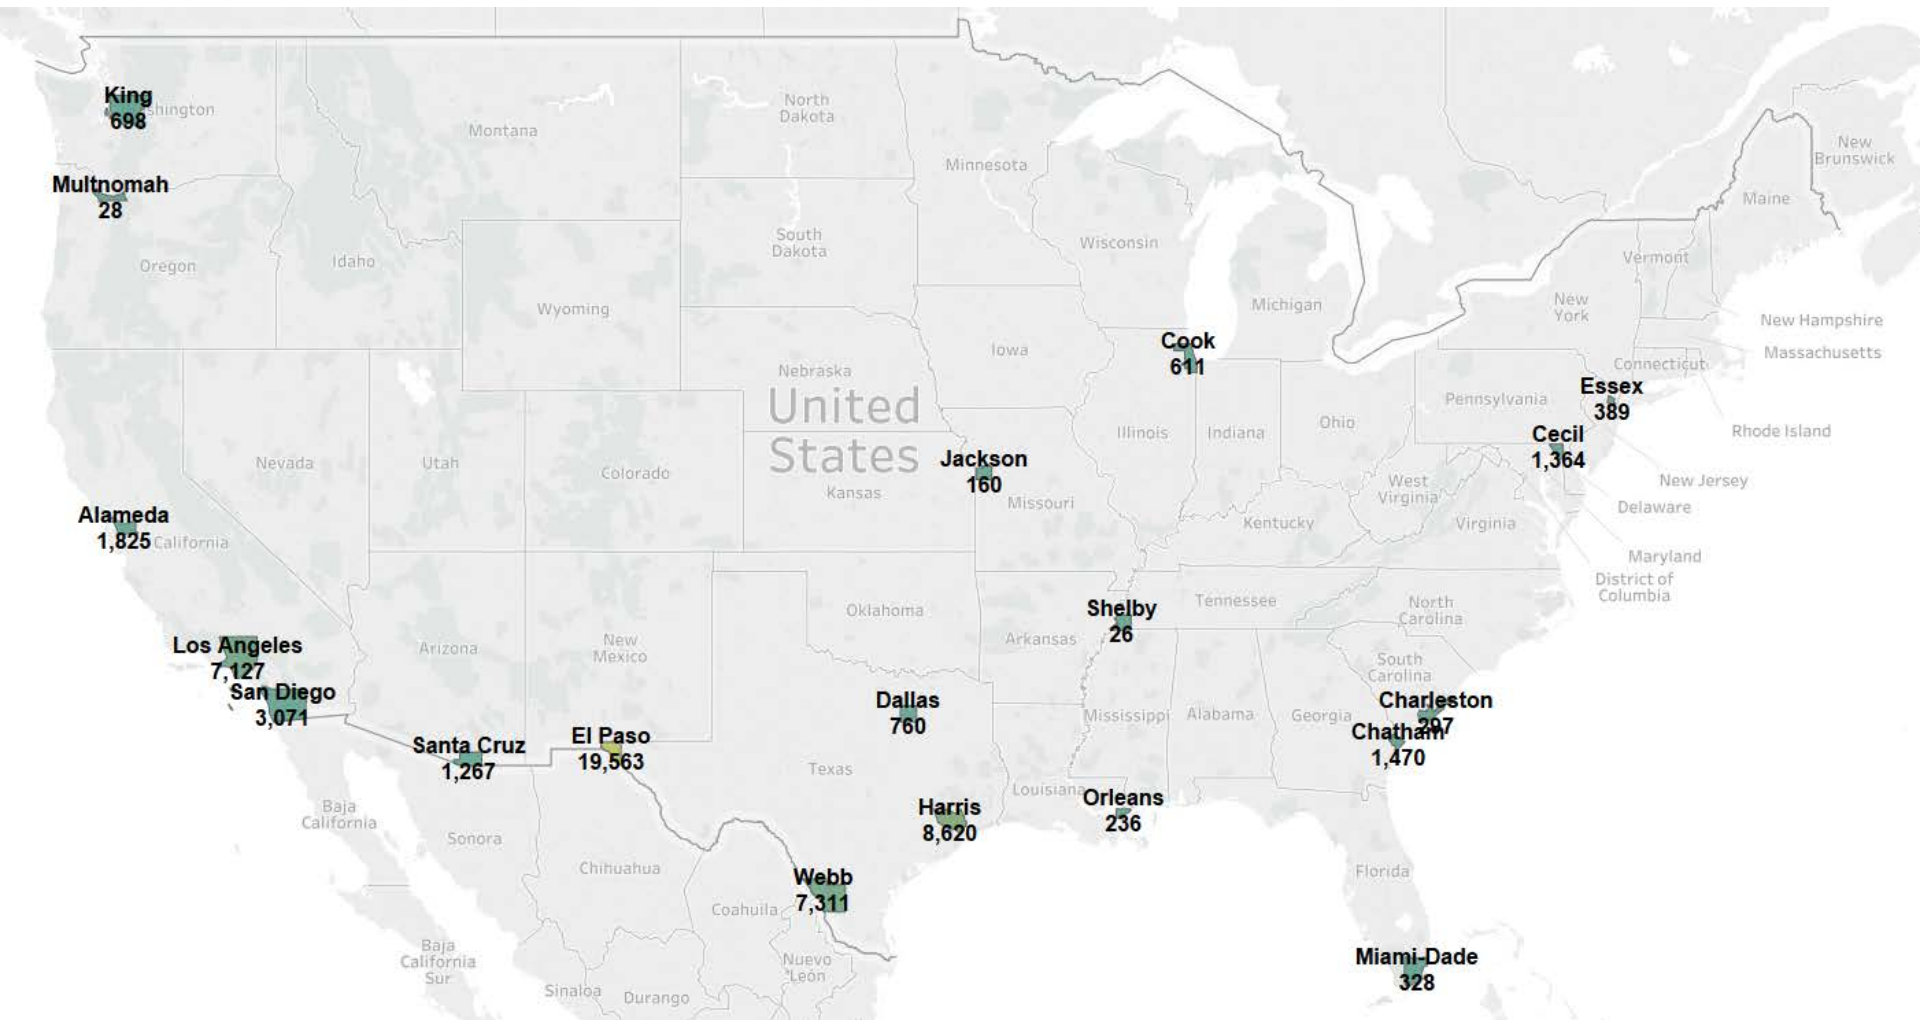 King
698
shington
Multnomah
28
Oregon
Idaho
Montana
North
Dakota
Minnesota
South
Dakota
Wisconsin
Wyoming
Michigan
New
Brunswick
Maine
Vermont
New
York
New Hampshire
Massachusetts
Connecticut
Rhode Island
Cook
611
Iowa
Nebraska
United
States
Essex
389
Pennsylvania
Cecil
1,364
Illinois
Indiana
Ohio
Nevada
Utah
Colorado
Kansas
Jackson
160
Missouri
West
Virginia
Virginia
Kentucky
New Jersey
Delaware
Maryland
District of
Columbia
Alameda
1,825
California
Los Angeles
7,127
San Diego
3,071
Arizona
New
Mexico
Oklahoma
Arkansas
Shelby
26
Tennessee
North
Carolina
South
Carolina
Charleston
297
Chatham
1,470
Santa Cruz
1,267
El Paso
19,563
Dallas
760
Texas
Mississippi
Alabama
Georgia
Louisiana
Orleans
236
Harris
8,620
Webb
7,311
Baja
California
Sonora
Chihuahua
Coahuila
Florida
Miami-Dade
328
Baja
California
Sur
Sinaloa
Durango
Nuevo
León